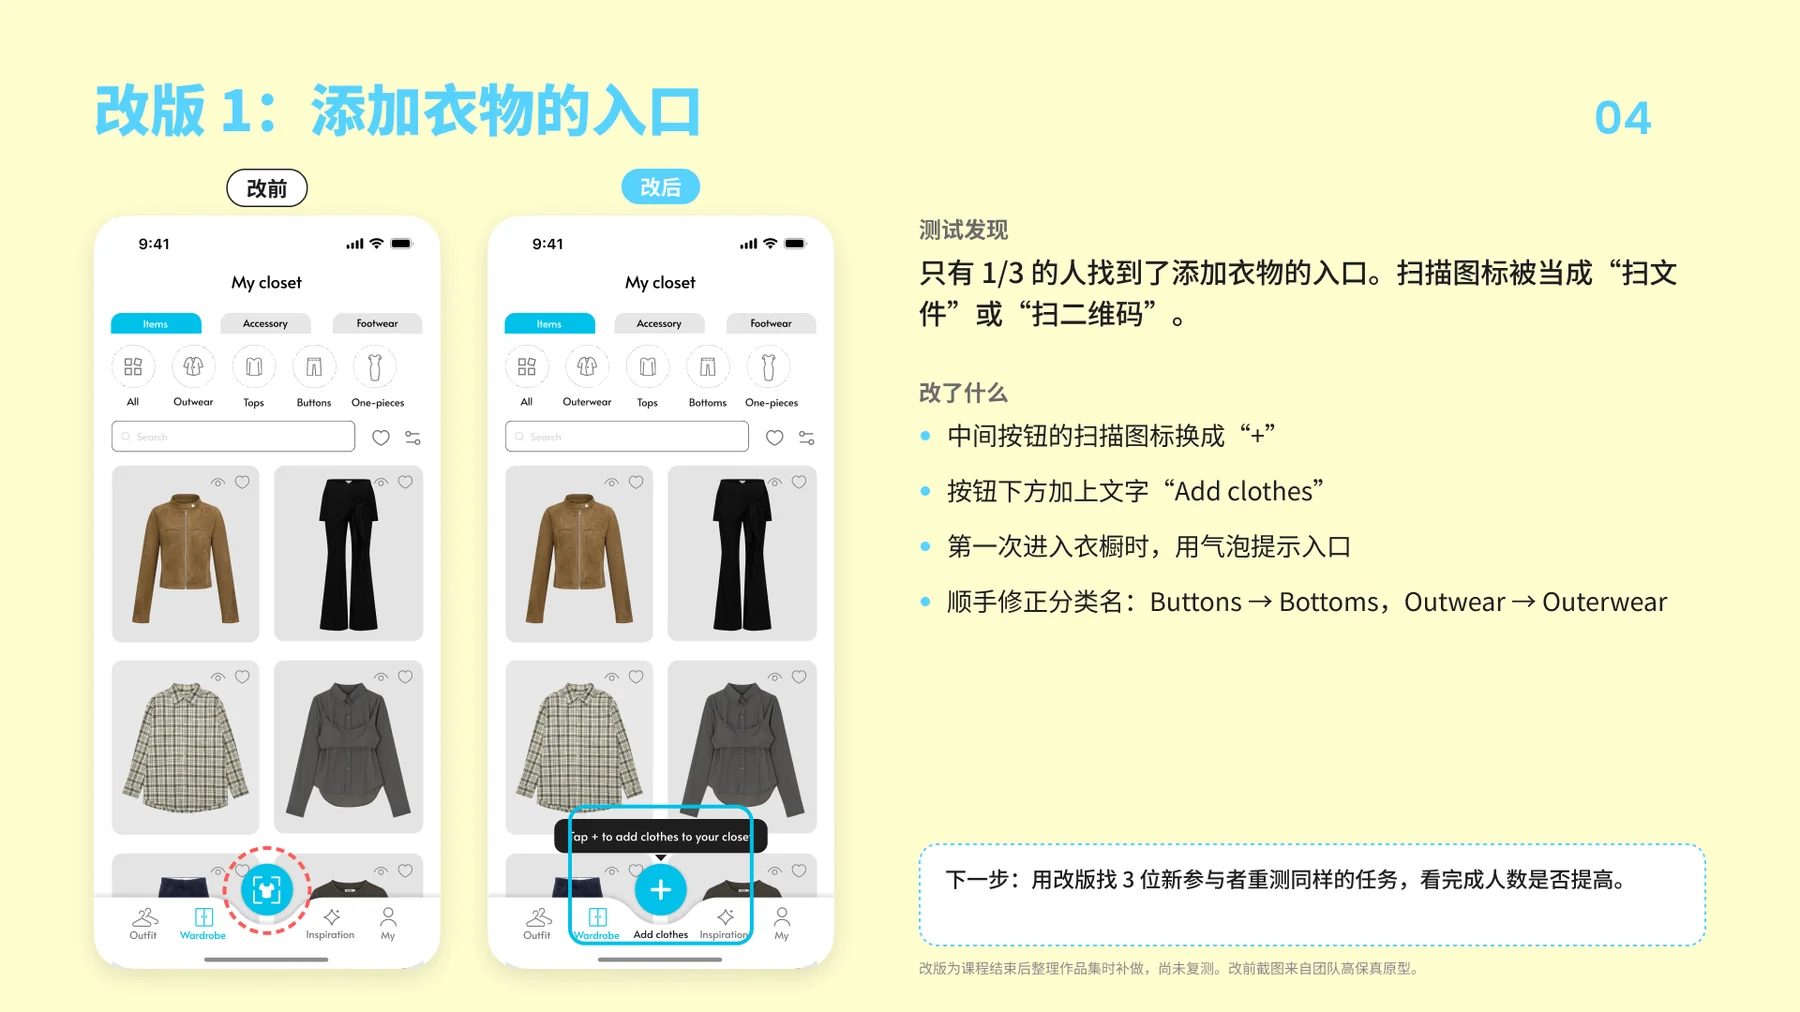 改版 1：添加衣物的入口
04
改前
9:41
My closet
Items
Accessory
Footwear
All
Outwear
Tops
Buttons
One-pieces
Search
Outfit
Wardrobe
Inspiration
My
改后
9:41
My closet
Items
Accessory
Footwear
All
Outerwear
Tops
Bottoms
One-pieces
Search
Tap + to add clothes to your closet
Outfit
Wardrobe
Add clothes
Inspiration
My
测试发现
只有 1/3 的人找到了添加衣物的入口。扫描图标被当成“扫文
件”或“扫二维码”。
改了什么
中间按钮的扫描图标换成“+”
按钮下方加上文字“Add clothes”
第一次进入衣橱时，用气泡提示入口
顺手修正分类名：Buttons → Bottoms，Outwear → Outerwear
下一步：用改版找 3 位新参与者重测同样的任务，看完成人数是否提高。
改版为课程结束后整理作品集时补做，尚未复测。改前截图来自团队高保真原型。